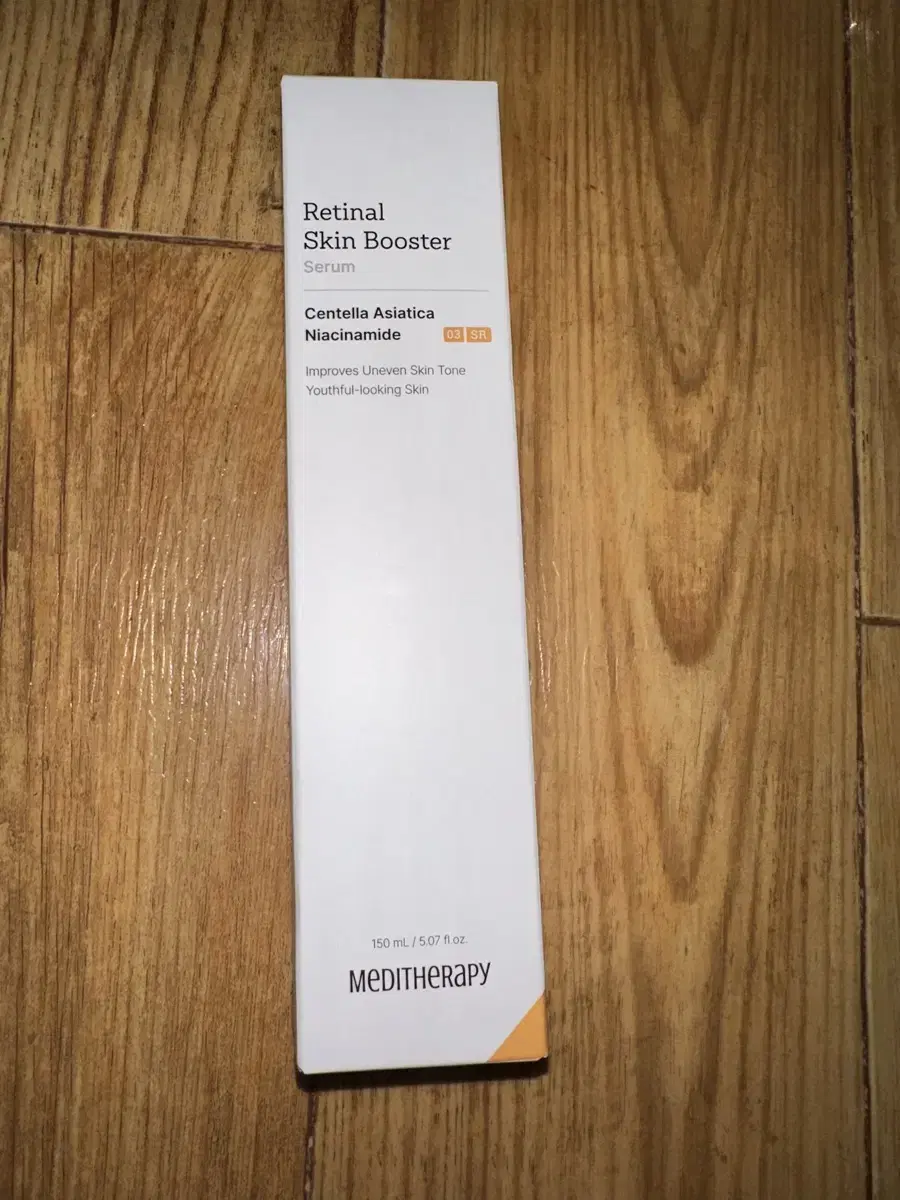 Retinal
Skin Booster
Serum
Centella Asiatica
Niacinamide 03 SR
Improves Uneven Skin Tone
Youthful-looking Skin
150 mL / 5.07 fl.oz.
MEDITHERAPY